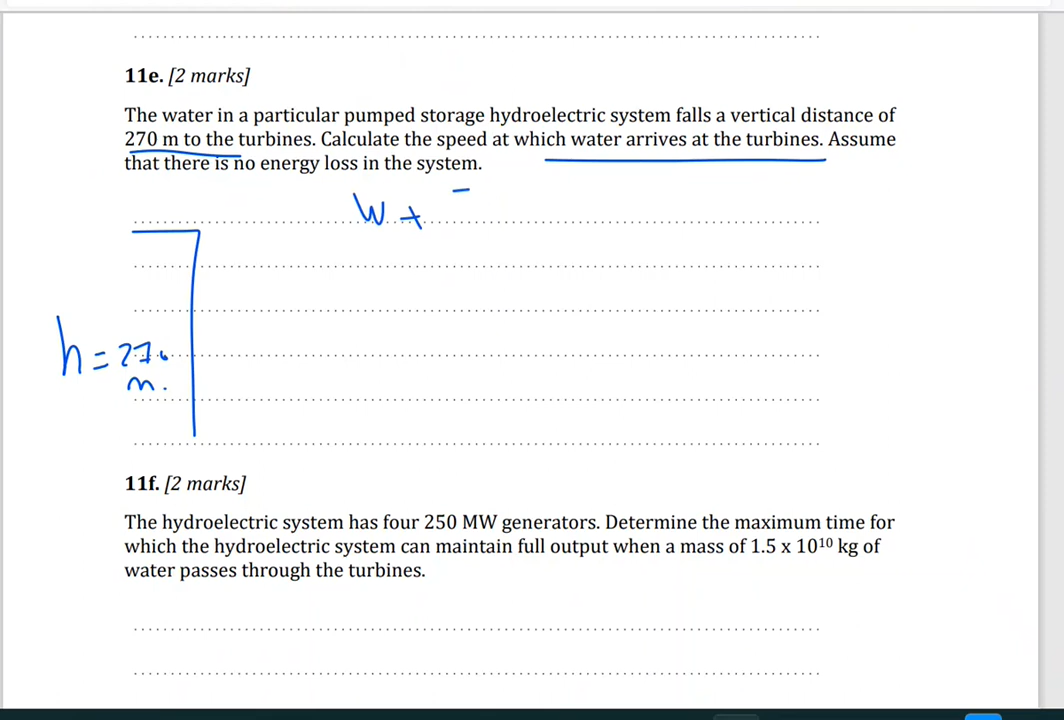 11e. [2 marks]
The water in a particular pumped storage hydroelectric system falls a vertical distance of
270 m to the turbines. Calculate the speed at which water arrives at the turbines. Assume
that there is no energy loss in the system.
W +
h = 270
m.
11f. [2 marks]
The hydroelectric system has four 250 MW generators. Determine the maximum time for
which the hydroelectric system can maintain full output when a mass of 1.5 x 10¹⁰ kg of
water passes through the turbines.